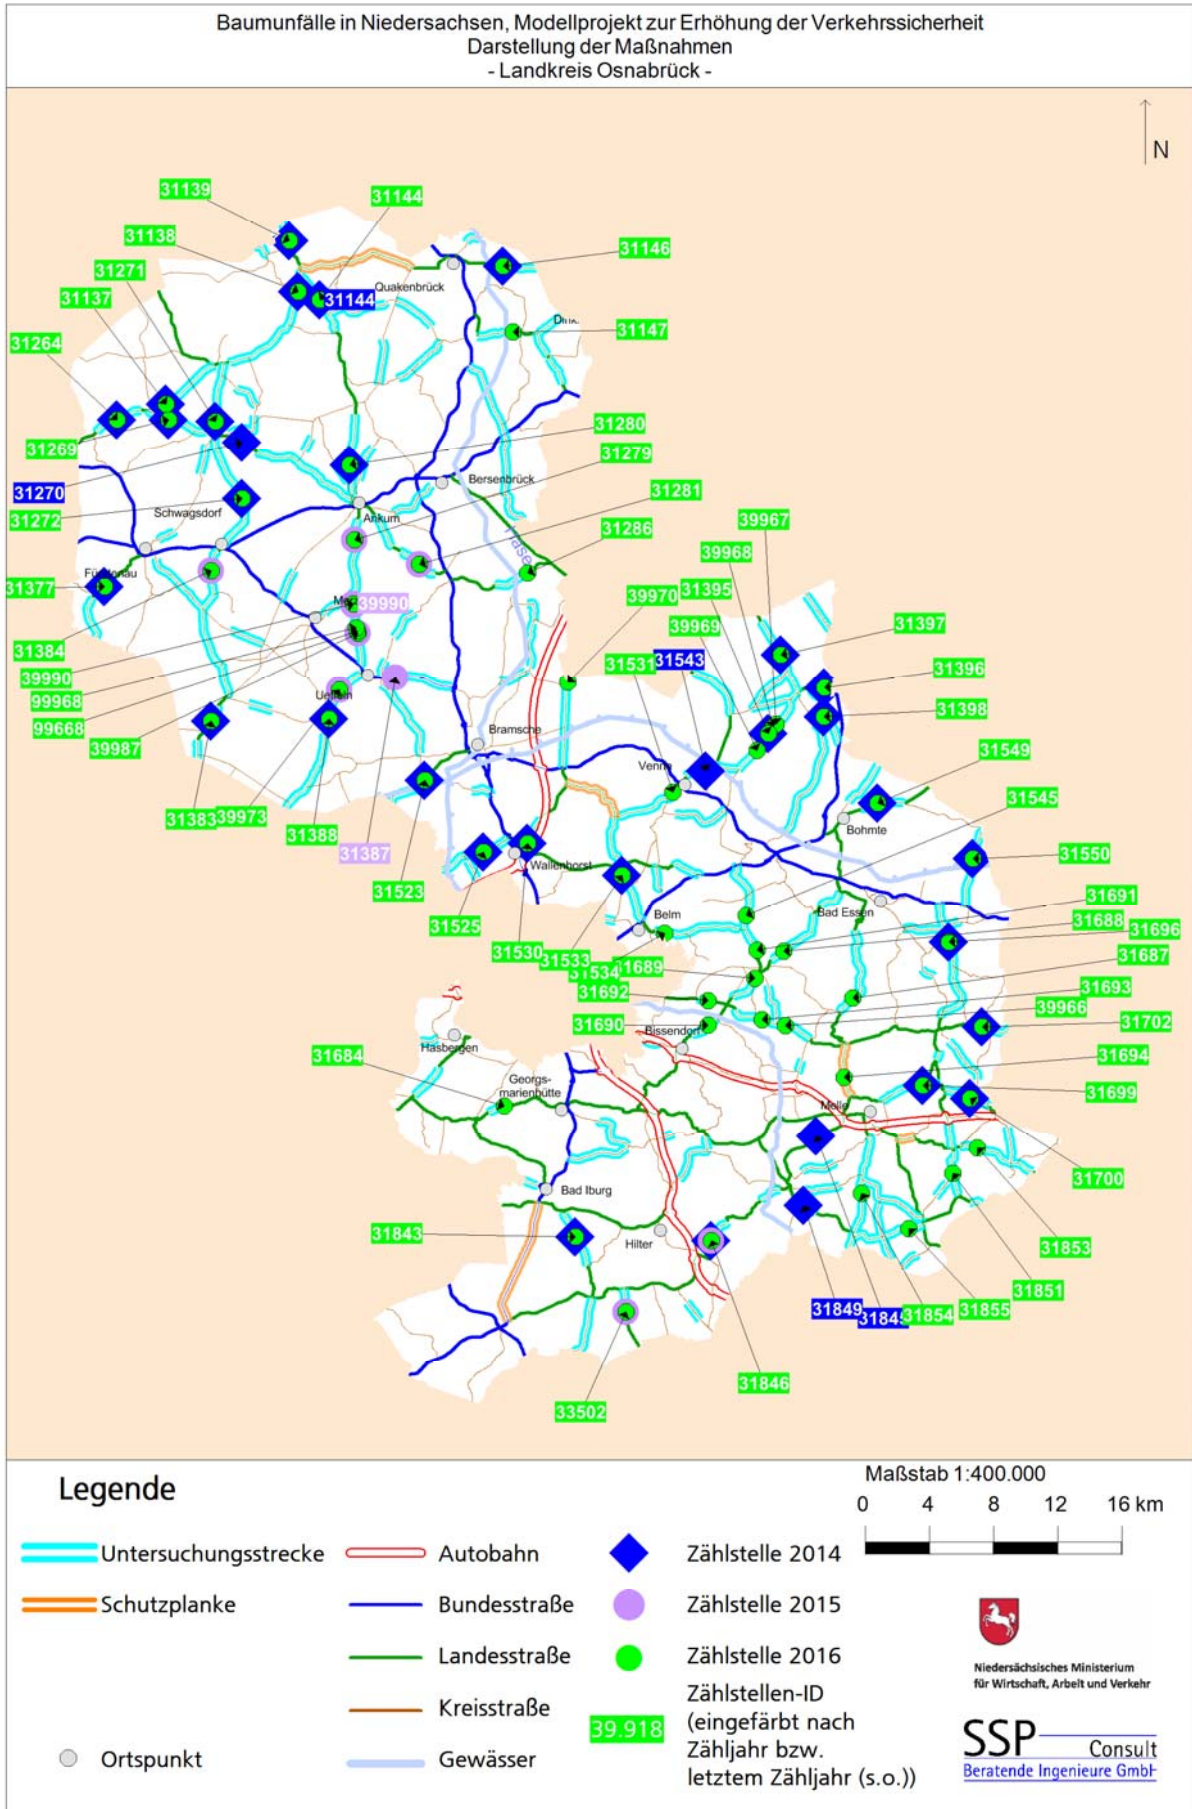 Baumunfälle in Niedersachsen, Modellprojekt zur Erhöhung der Verkehrssicherheit
Darstellung der Maßnahmen
- Landkreis Osnabrück -
N
31139
31144
31138
31146
31271
31144
Quakenbrück
31137
31147
31264
31280
31269
31279
Bersenbrück
31270
31281
31272
Schwagsdorf
Ankum
39967
31286
39968
Hase
31377
39970
31395
39990
39969
31397
31384
31531
31543
39990
31396
99968
31398
99668
39987
Bramsche
31549
Venne
31545
31383
39973
31388
Bohmte
31387
Wallenhorst
31550
31523
31691
31525
Belm
Bad Essen
31688
31696
31530
31533
31534
31689
31687
31692
31693
31690
39966
Bissendorf
31702
Hasbergen
31684
31694
Georgs-
marienhütte
31699
Melle
31700
Bad Iburg
31843
Hilter
31853
31851
31849
31854
31855
31846
33502
Legende
Maßstab 1:400.000
0 4 8 12 16 km
Untersuchungsstrecke
Autobahn
Zählstelle 2014
Schutzplanke
Bundesstraße
Zählstelle 2015
Landesstraße
Zählstelle 2016
Niedersächsisches Ministerium
für Wirtschaft, Arbeit und Verkehr
Kreisstraße
39.918
Zählstellen-ID
(eingefärbt nach
Zähljahr bzw.
letztem Zähljahr (s.o.))
Ortspunkt
Gewässer
SSP Consult
Beratende Ingenieure GmbH